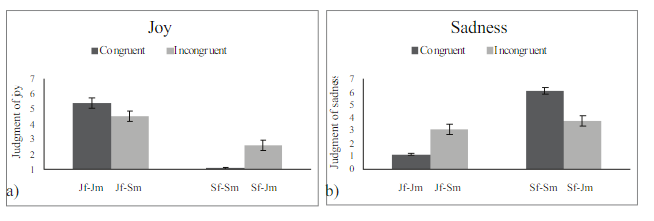 Joy
Congruent Incongruent
Judgment of joy
7
6
5
4
3
2
1
Jf-Jm Jf-Sm Sf-Sm Sf-Jm
a)
Sadness
Congruent Incongruent
Judgment of sadness
7
6
5
4
3
2
1
0
Jf-Jm Jf-Sm Sf-Sm Sf-Jm
b)